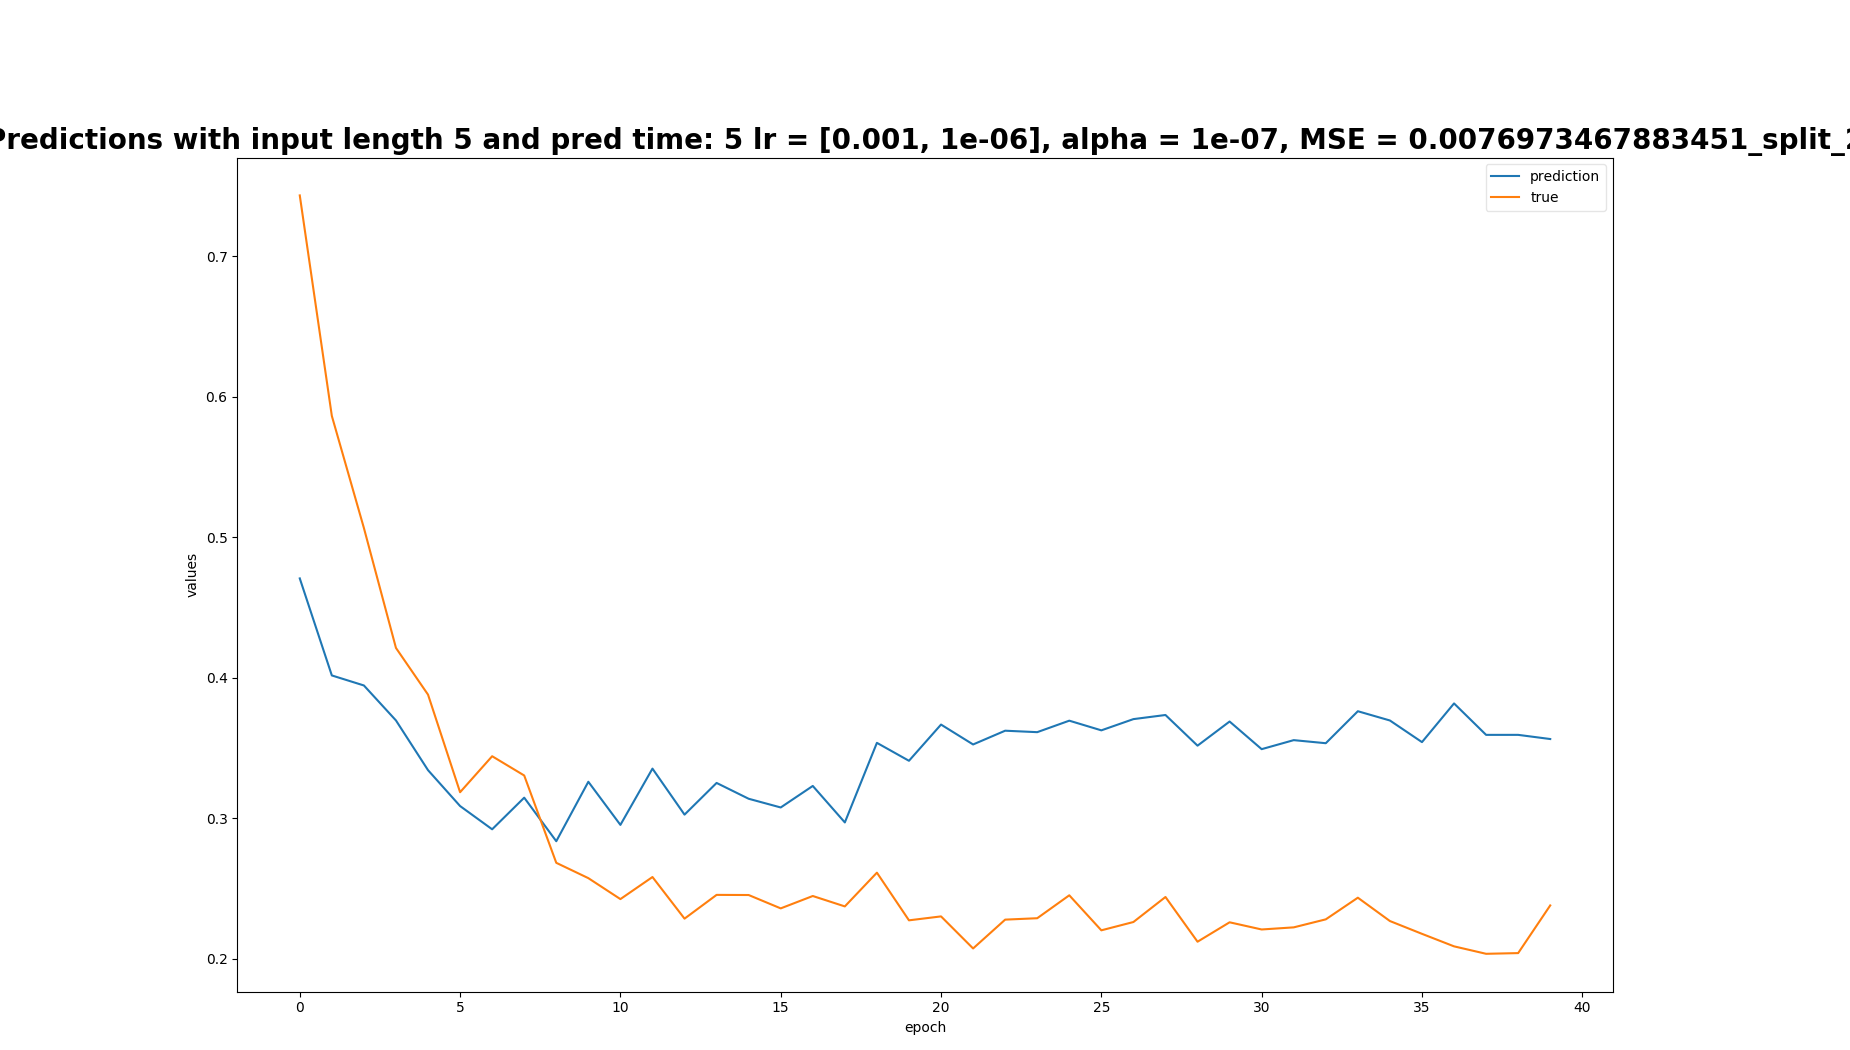 Predictions with input length 5 and pred time: 5 lr = [0.001, 1e-06], alpha = 1e-07, MSE = 0.0076973467883451_split_2
prediction
true
0.7
0.6
0.5
0.4
0.3
0.2
values
0 5 10 15 20 25 30 35 40
epoch